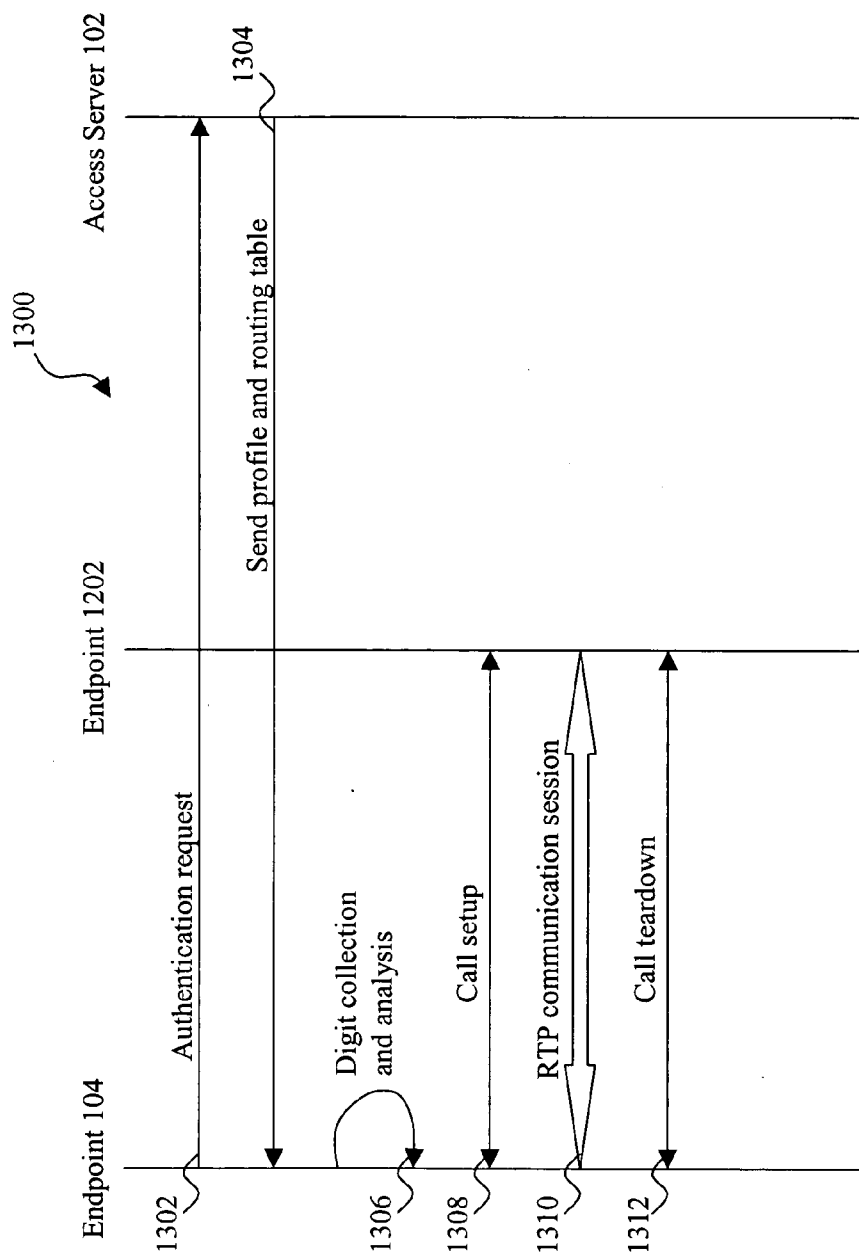 1300
Endpoint 104
Endpoint 1202
Access Server 102
1302
Authentication request
Send profile and routing table
1304
Digit collection
and analysis
1306
Call setup
1308
RTP communication session
1310
Call teardown
1312